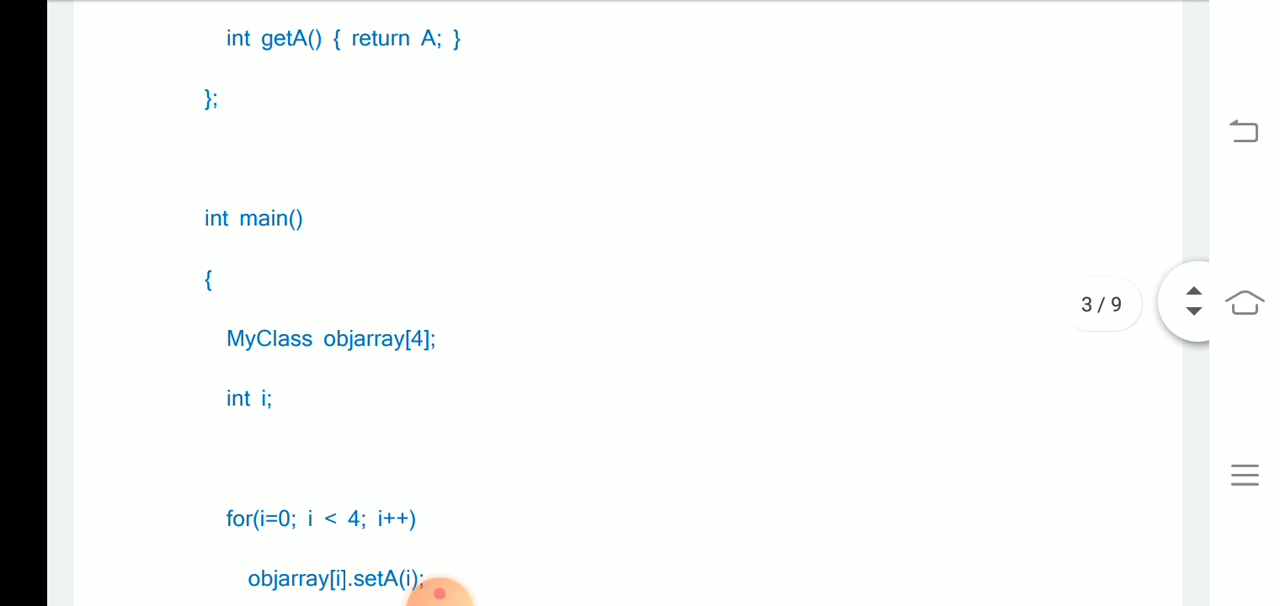 int getA() { return A; }
};
int main()
{
MyClass objarray[4];
int i;
3 / 9
for(i=0; i < 4; i++)
objarray[i].setA(i);